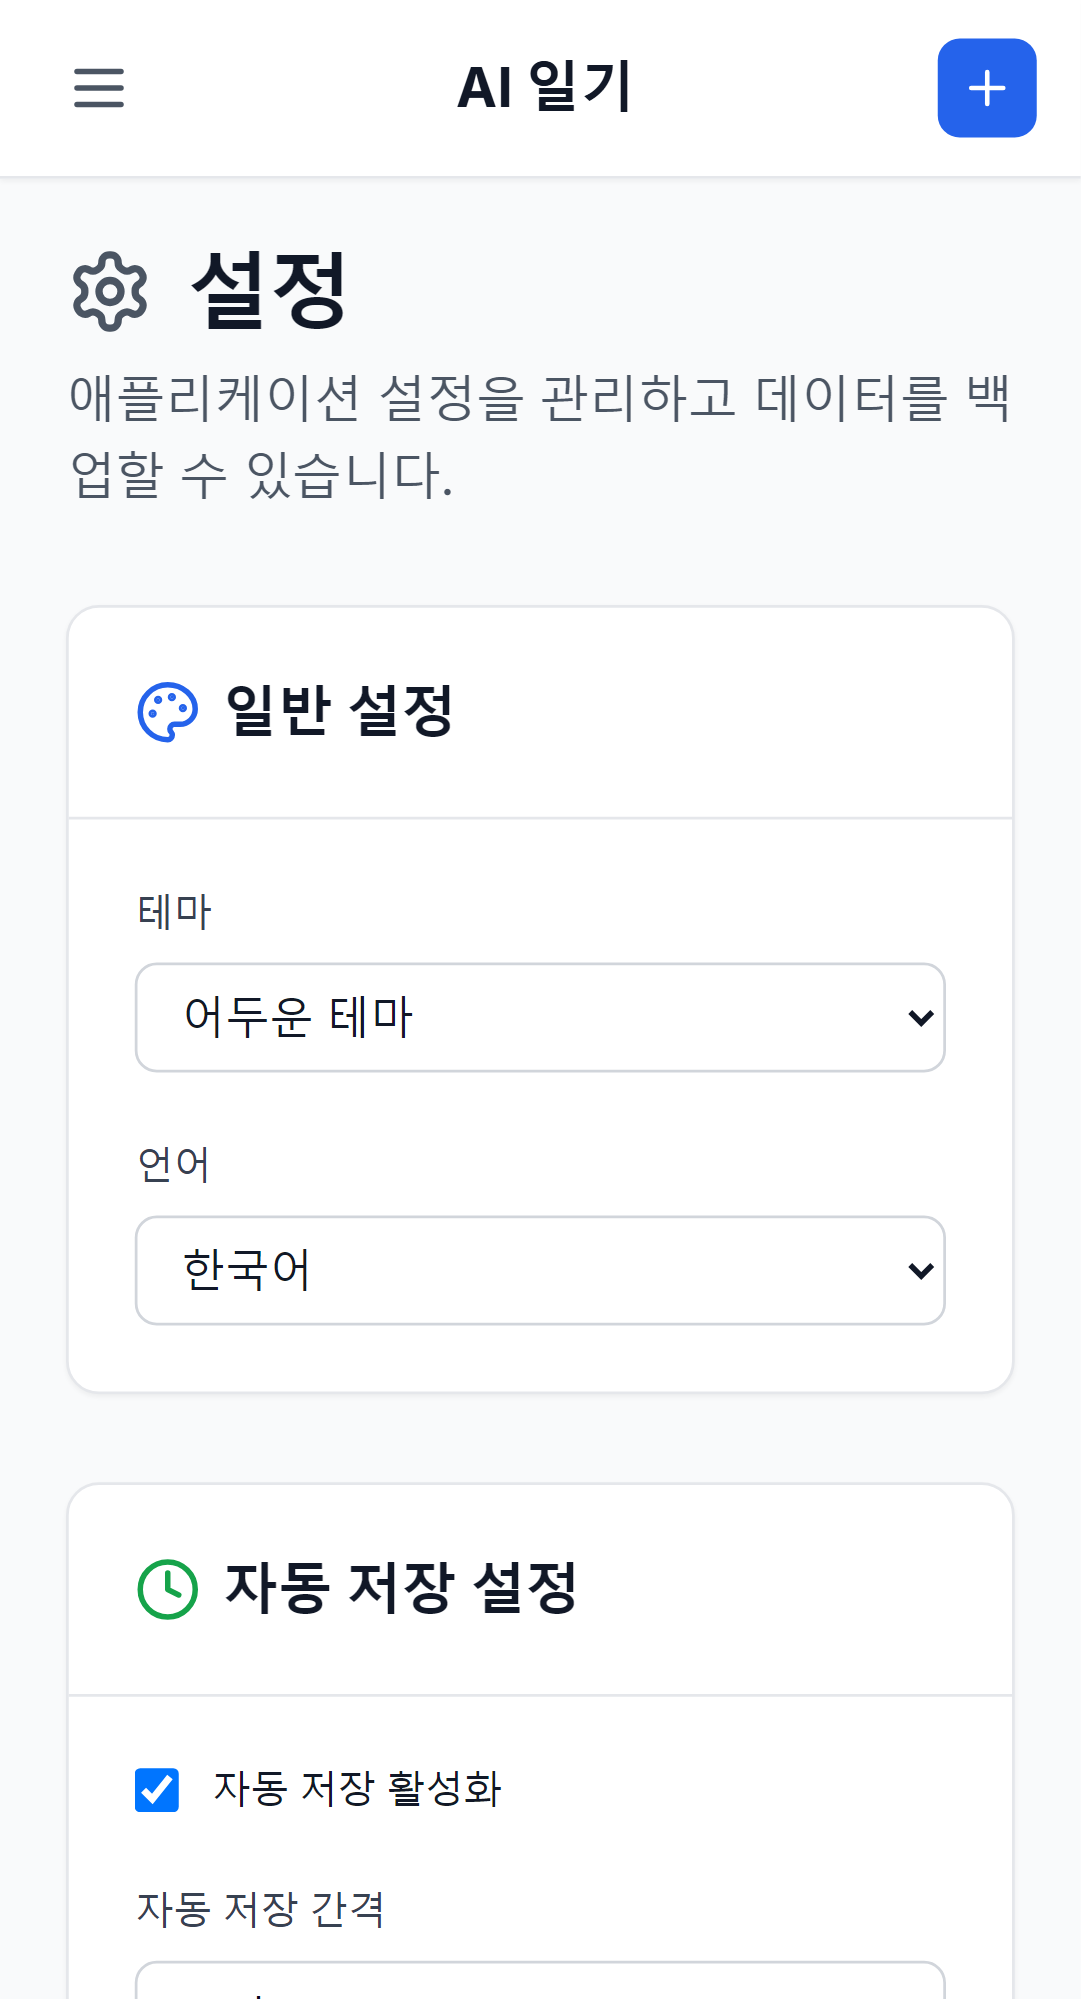 AI 일기
설정
애플리케이션 설정을 관리하고 데이터를 백
업할 수 있습니다.
일반 설정
테마
어두운 테마
언어
한국어
자동 저장 설정
자동 저장 활성화
자동 저장 간격